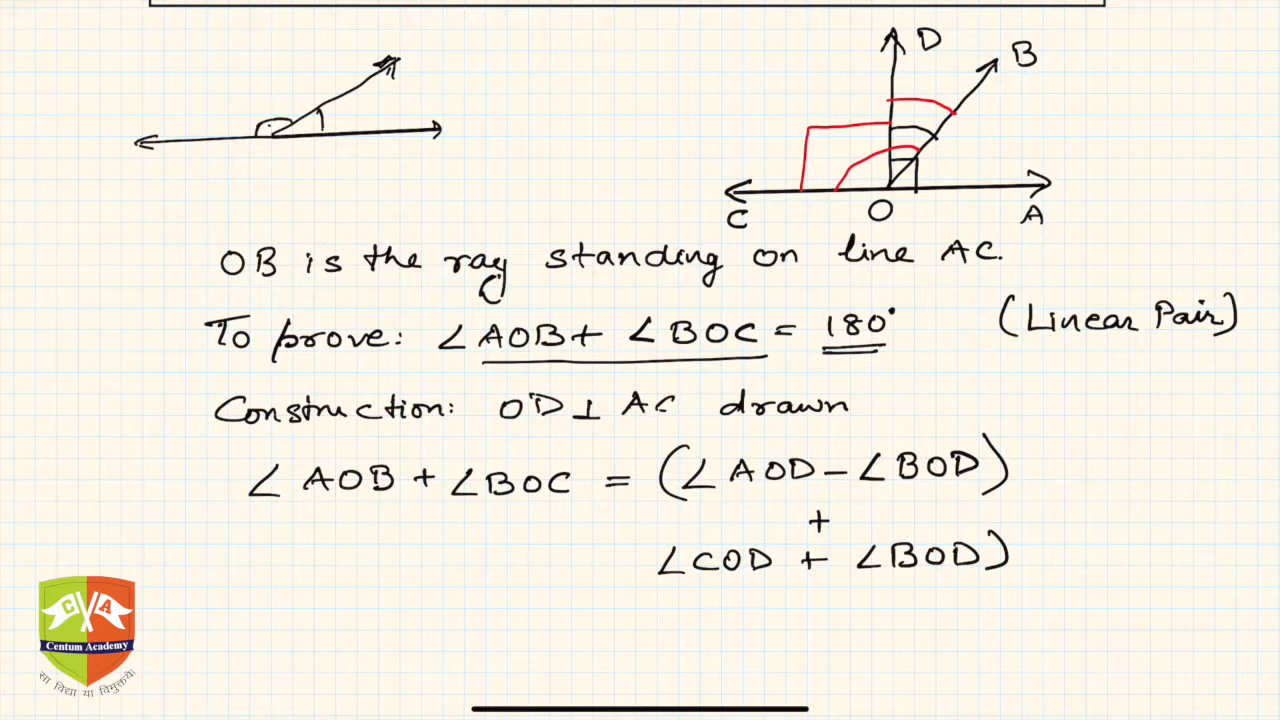 D
B
C
O
A
OB is the ray standing on line AC.
To prove: ∠AOB + ∠BOC = 180° (Linear Pair)
Construction: OD ⊥ AC drawn
∠AOB + ∠BOC = (∠AOD − ∠BOD)
+
∠COD + ∠BOD)
C A
Centum Academy
सा विद्या या विमुक्तये